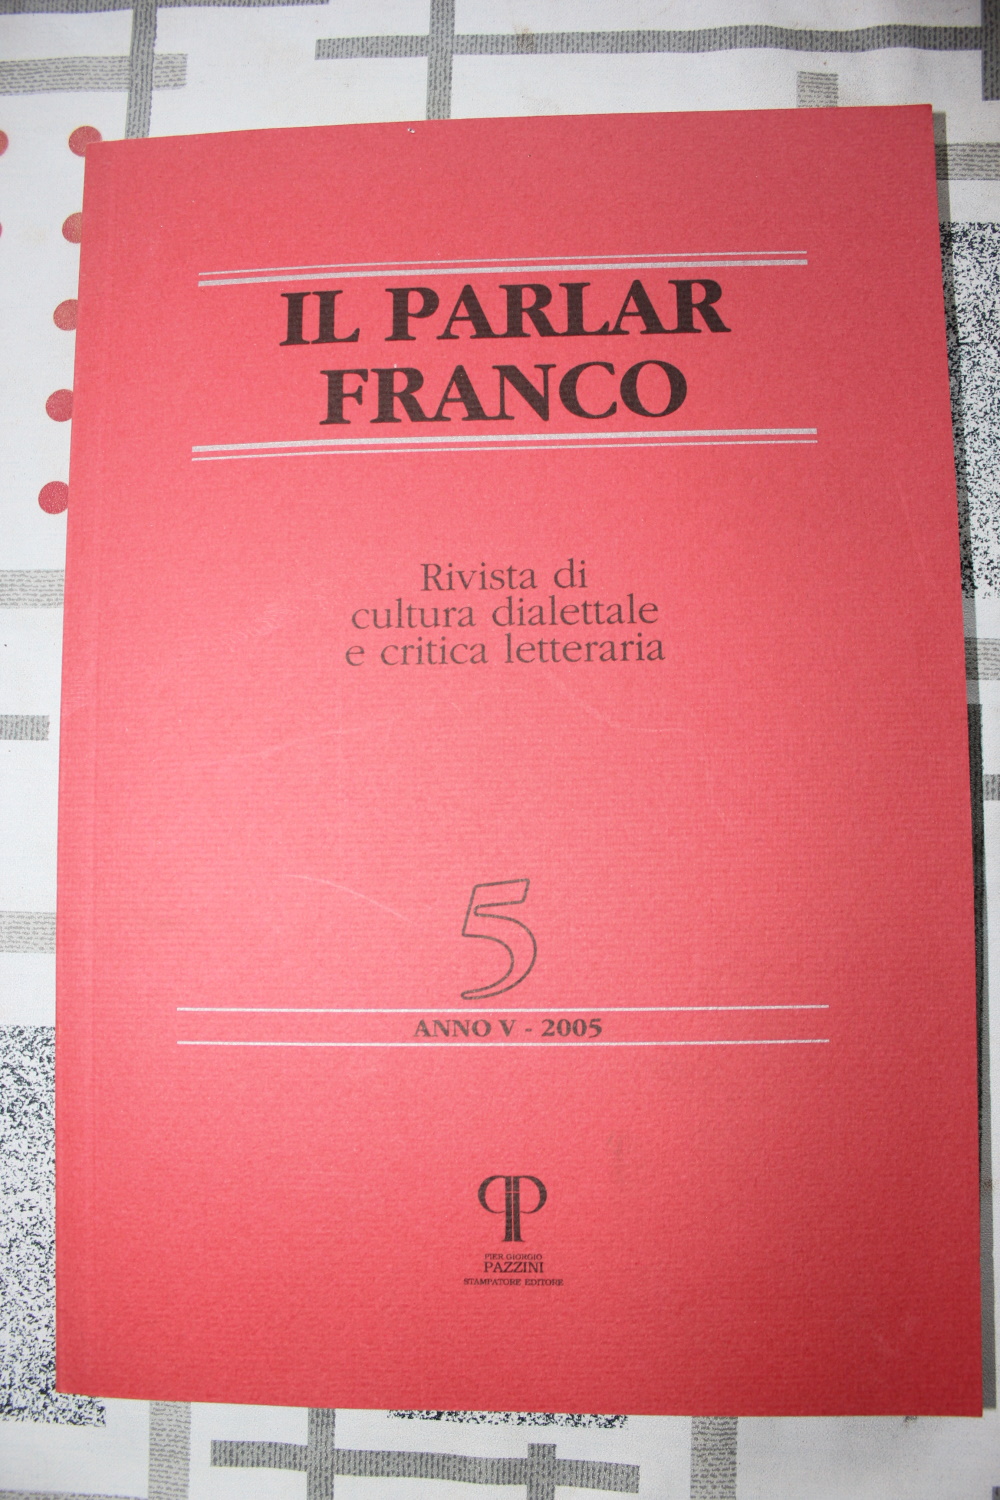 IL PARLAR
FRANCO
Rivista di
cultura dialettale
e critica letteraria
5
ANNO V - 2005
PIER GIORGIO
PAZZINI
STAMPATORE EDITORE